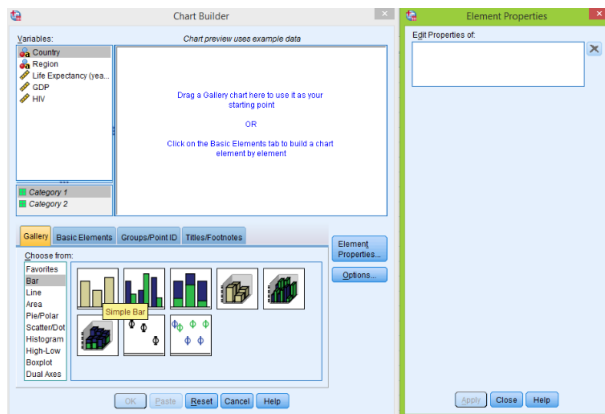 Chart Builder
Variables:
Chart preview uses example data
Country
Region
Life Expectancy (yea...
GDP
HIV
Drag a Gallery chart here to use it as your
starting point
OR
Click on the Basic Elements tab to build a chart
element by element
Category 1
Category 2
Gallery Basic Elements Groups/Point ID Titles/Footnotes
Choose from:
Favorites
Bar
Line
Area
Pie/Polar
Scatter/Dot
Histogram
High-Low
Boxplot
Dual Axes
Simple Bar
Element
Properties...
Options...
OK Paste Reset Cancel Help
Element Properties
Edit Properties of:
Apply Close Help